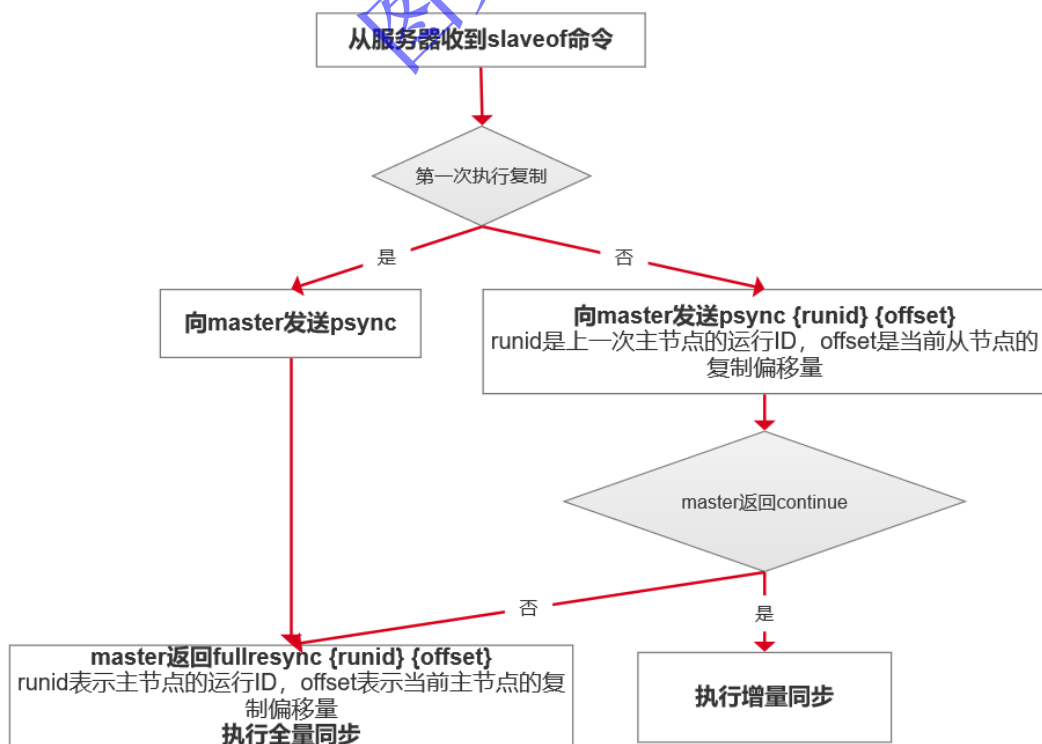 从服务器收到slaveof命令
第一次执行复制
是
否
向master发送psync
向master发送psync {runid} {offset}
runid是上一次主节点的运行ID，offset是当前从节点的
复制偏移量
master返回continue
否
是
master返回fullresync {runid} {offset}
runid表示主节点的运行ID，offset表示当前主节点的复
制偏移量
执行全量同步
执行增量同步